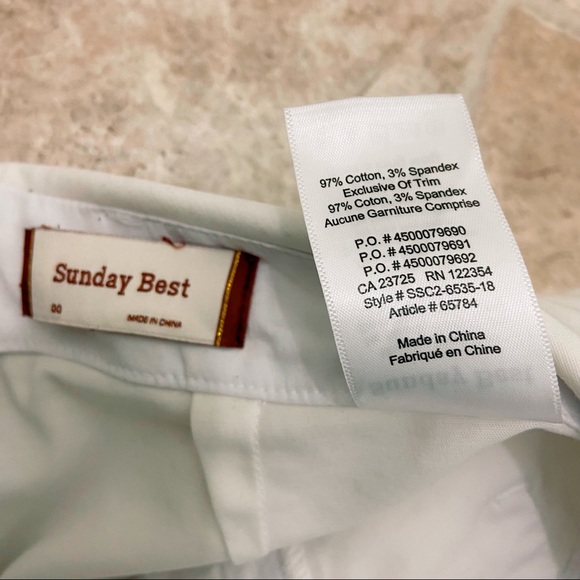 Sunday Best
00
MADE IN CHINA
97% Cotton, 3% Spandex
Exclusive Of Trim
97% Coton, 3% Spandex
Aucune Garniture Comprise
P.O. # 4500079690
P.O. # 4500079691
P.O. # 4500079692
CA 23725 RN 122354
Style # SSC2-6535-18
Article # 65784
Made in China
Fabriqué en Chine